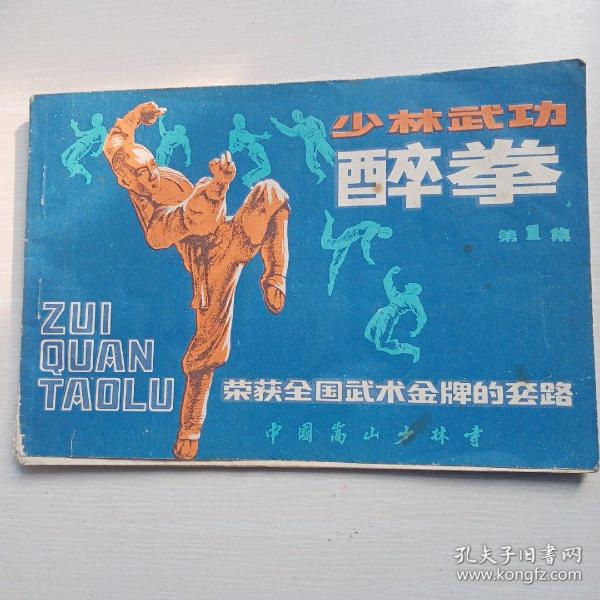 少林武功
醉拳
第1集
ZUI
QUAN
TAOLU
荣获全国武术金牌的套路
中國嵩山少林寺
孔夫子旧书网
www.kongfz.com